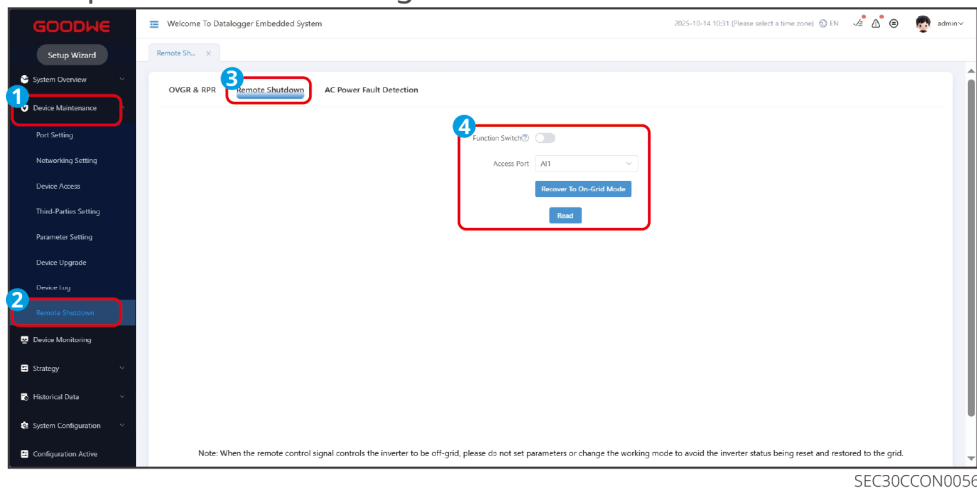 GOODWE
Welcome To Datalogger Embedded System
2025-10-14 10:31 (Please select a time zone)
EN
admin
Setup Wizard
Remote Sh...
System Overview
1
Device Maintenance
Port Setting
Networking Setting
Device Access
Third-Parties Setting
Parameter Setting
Device Upgrade
Device Log
2
Remote Shutdown
Device Monitoring
Strategy
Historical Data
System Configuration
Configuration Active
3
OVGR & RPR
Remote Shutdown
AC Power Fault Detection
4
Function Switch
Access Port
AI1
Recover To On-Grid Mode
Read
Note: When the remote control signal controls the inverter to be off-grid, please do not set parameters or change the working mode to avoid the inverter status being reset and restored to the grid.
SEC30CCON0056